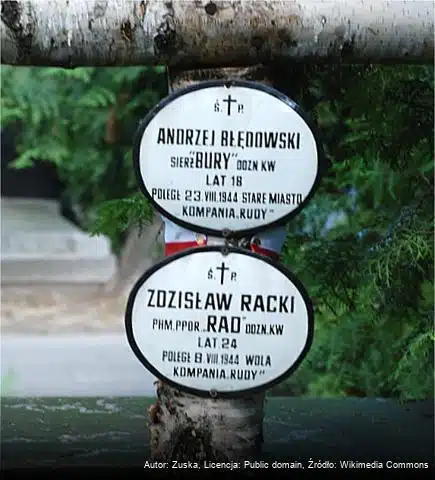 Ś. † P.
ANDRZEJ BŁĘDOWSKI
SIERŻ "BURY" ODZN KW
LAT 18
POLEGŁ 23.VIII.1944 STARE MIASTO
KOMPANIA „RUDY"
Ś. † P.
ZDZISŁAW RACKI
PHM.PPOR. „RAD" ODZN.KW
LAT 24
POLEGŁ 8.VIII.1944 WOLA
KOMPANIA „RUDY"
Autor: Zuska, Licencja: Public domain, Źródło: Wikimedia Commons